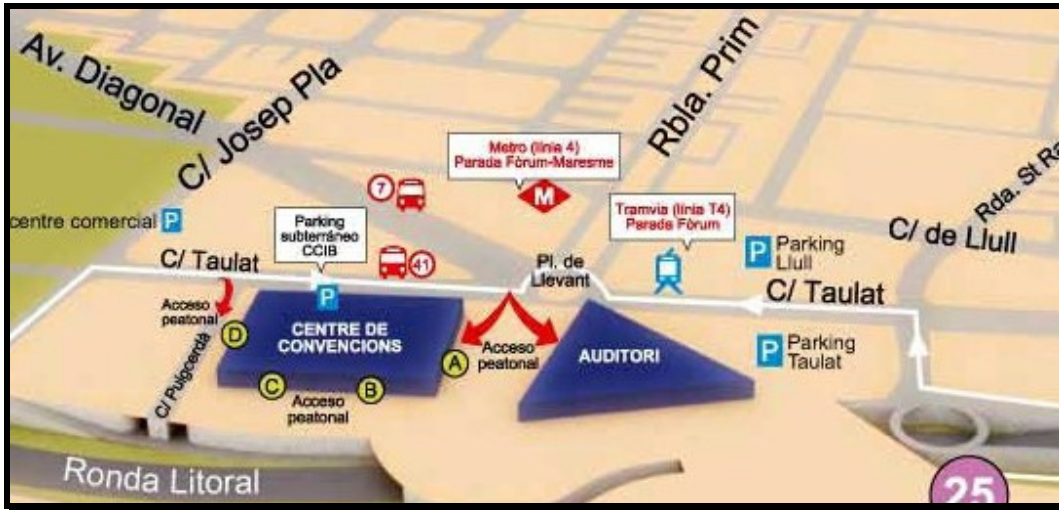 Av. Diagonal
C/ Josep Pla
Rbla. Prim
Metro (línia 4)
Parada Fòrum-Maresme
M
7
Tramvia (línia T4)
Parada Fòrum
centre comercial P
Parking
subterráneo
CCIB
41
C/ Taulat
Pl. de
Llevant
P Parking
Llull
C/ de Llull
Rda. St Ra
C/ Taulat
P
Acceso
peatonal
D
CENTRE DE
CONVENCIONS
A
Acceso
peatonal
AUDITORI
P Parking
Taulat
C/ Puigcerdà
C
B
Acceso
peatonal
Ronda Litoral
25